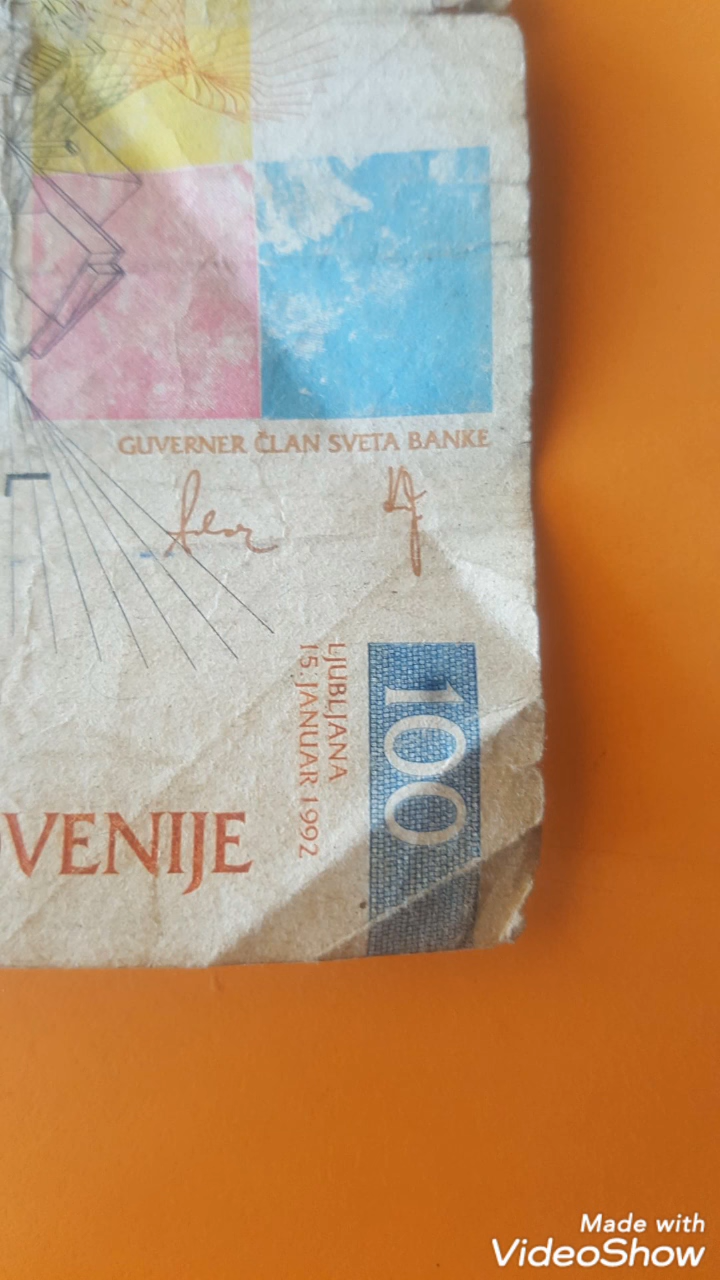 GUVERNER ČLAN SVETA BANKE
LJUBLJANA
15. JANUAR 1992
100
VENIJE
Made with
VideoShow